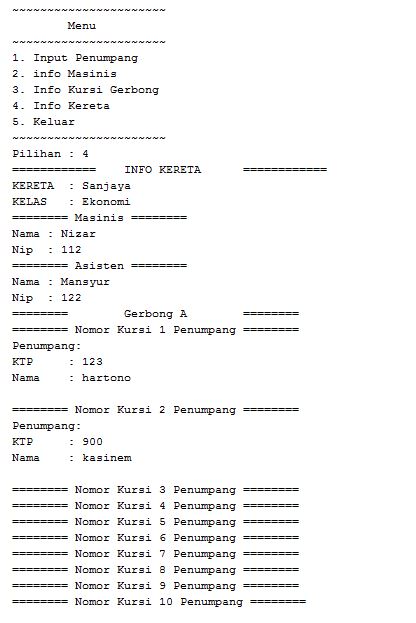 ~~~~~~~~~~~~~~~~~~~~~~
        Menu
~~~~~~~~~~~~~~~~~~~~~~
1. Input Penumpang
2. info Masinis
3. Info Kursi Gerbong
4. Info Kereta
5. Keluar
~~~~~~~~~~~~~~~~~~~~~~
Pilihan : 4
============    INFO KERETA      ============
KERETA  : Sanjaya
KELAS   : Ekonomi
======== Masinis ========
Nama : Nizar
Nip  : 112
======== Asisten ========
Nama : Mansyur
Nip  : 122
========        Gerbong A        ========
======== Nomor Kursi 1 Penumpang ========
Penumpang:
KTP     : 123
Nama    : hartono

======== Nomor Kursi 2 Penumpang ========
Penumpang:
KTP     : 900
Nama    : kasinem

======== Nomor Kursi 3 Penumpang ========
======== Nomor Kursi 4 Penumpang ========
======== Nomor Kursi 5 Penumpang ========
======== Nomor Kursi 6 Penumpang ========
======== Nomor Kursi 7 Penumpang ========
======== Nomor Kursi 8 Penumpang ========
======== Nomor Kursi 9 Penumpang ========
======== Nomor Kursi 10 Penumpang ========